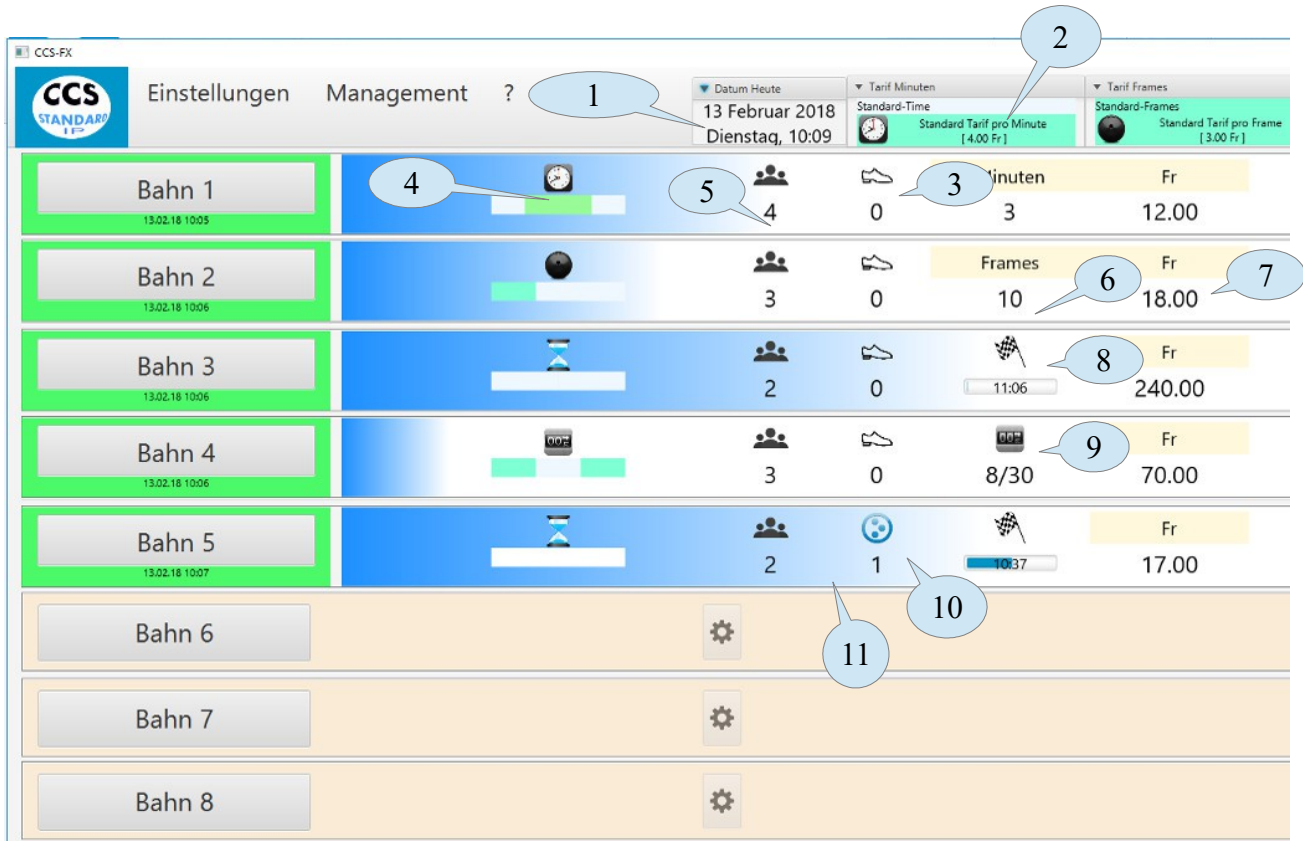 2
CCS-FX
CCS
STANDARD
IP
Einstellungen Management ?
1
Datum Heute
13 Februar 2018
Dienstag, 10:09
Tarif Minuten
Standard-Time
Standard Tarif pro Minute
[ 4.00 Fr ]
Tarif Frames
Standard-Frames
Standard Tarif pro Frame
[ 3.00 Fr ]
Bahn 1
13.02.18 10:05
4
5
4
0
3
Minuten
3
Fr
12.00
Bahn 2
13.02.18 10:06
3
0
Frames
10
6
Fr
18.00
7
Bahn 3
13.02.18 10:06
2
0
11:06
8
Fr
240.00
Bahn 4
13.02.18 10:06
3
0
8/30
9
Fr
70.00
Bahn 5
13.02.18 10:07
2
1
10:37
Fr
17.00
10
11
Bahn 6
Bahn 7
Bahn 8